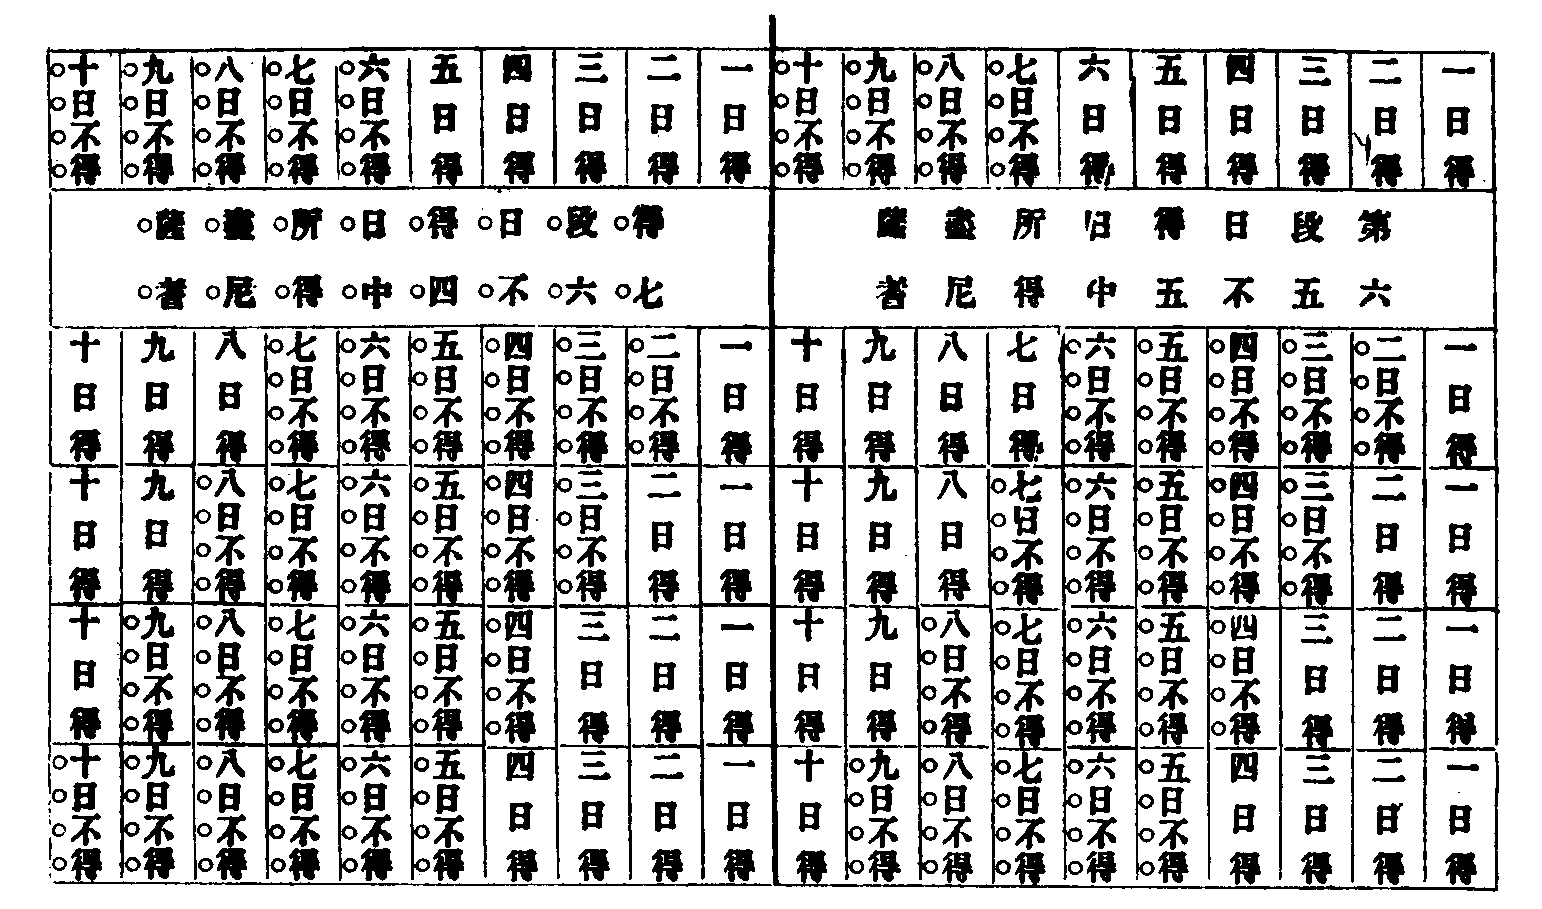 一日得 二日得 三日得 四日得 五日得 六日得 七日不得 八日不得 九日不得 十日不得
第六段五日不得五日中所得盡尼薩耆
一日得 二日不得 三日不得 四日不得 五日不得 六日不得 七日得 八日得 九日得 十日得
一日得 二日得 三日不得 四日不得 五日不得 六日不得 七日不得 八日得 九日得 十日得
一日得 二日得 三日得 四日不得 五日不得 六日不得 七日不得 八日不得 九日得 十日得
一日得 二日得 三日得 四日得 五日不得 六日不得 七日不得 八日不得 九日不得 十日得
一日得 二日得 三日得 四日得 五日得 六日不得 七日不得 八日不得 九日不得 十日不得
得七段六日不得四日中所得盡尼薩耆
一日得 二日不得 三日不得 四日不得 五日不得 六日不得 七日不得 八日得 九日得 十日得
一日得 二日得 三日不得 四日不得 五日不得 六日不得 七日不得 八日不得 九日得 十日得
一日得 二日得 三日得 四日不得 五日不得 六日不得 七日不得 八日不得 九日不得 十日得
一日得 二日得 三日得 四日得 五日不得 六日不得 七日不得 八日不得 九日不得 十日不得